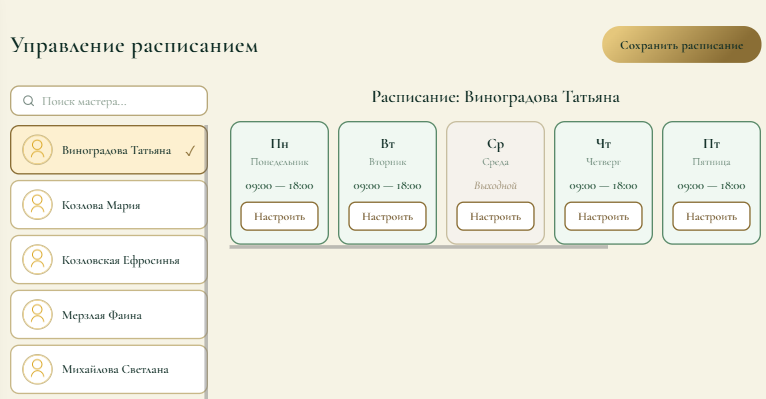 Управление расписанием
Сохранить расписание
Поиск мастера...
Виноградова Татьяна
Козлова Мария
Козловская Ефросинья
Мерзлая Фаина
Михайлова Светлана
Расписание: Виноградова Татьяна
Пн
Понедельник
09:00 — 18:00
Настроить
Вт
Вторник
09:00 — 18:00
Настроить
Ср
Среда
Выходной
Настроить
Чт
Четверг
09:00 — 18:00
Настроить
Пт
Пятница
09:00 — 18:00
Настроить